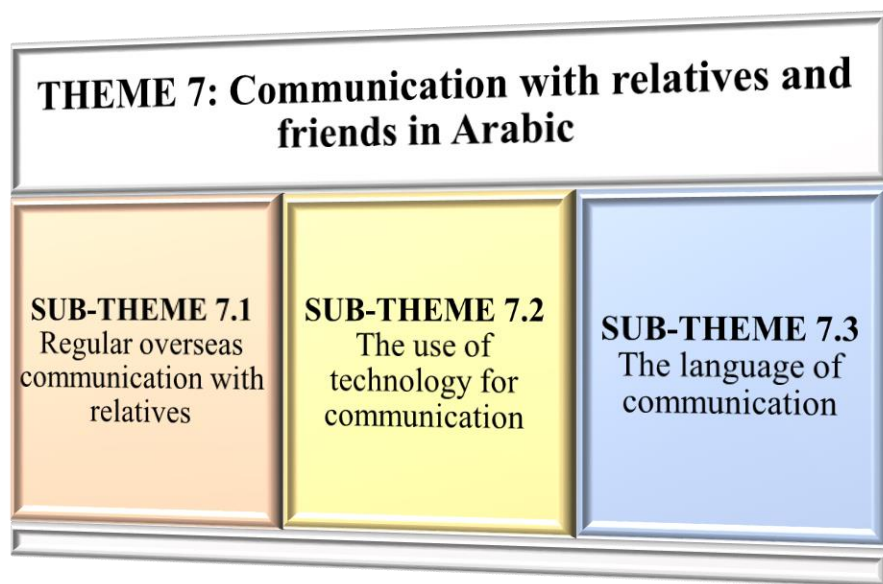 THEME 7: Communication with relatives and
friends in Arabic
SUB-THEME 7.1
Regular overseas
communication with
relatives
SUB-THEME 7.2
The use of
technology for
communication
SUB-THEME 7.3
The language of
communication